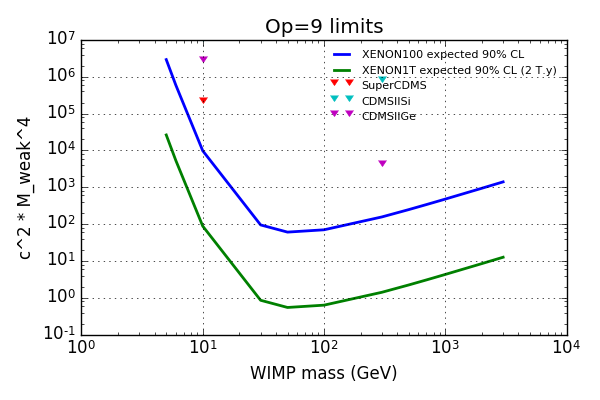 Op=9 limits
10^7
10^6
10^5
10^4
10^3
10^2
10^1
10^0
10^-1
c^2 * M_weak^4
XENON100 expected 90% CL
XENON1T expected 90% CL (2 T.y)
SuperCDMS
CDMSIISi
CDMSIIGe
10^0 10^1 10^2 10^3 10^4
WIMP mass (GeV)